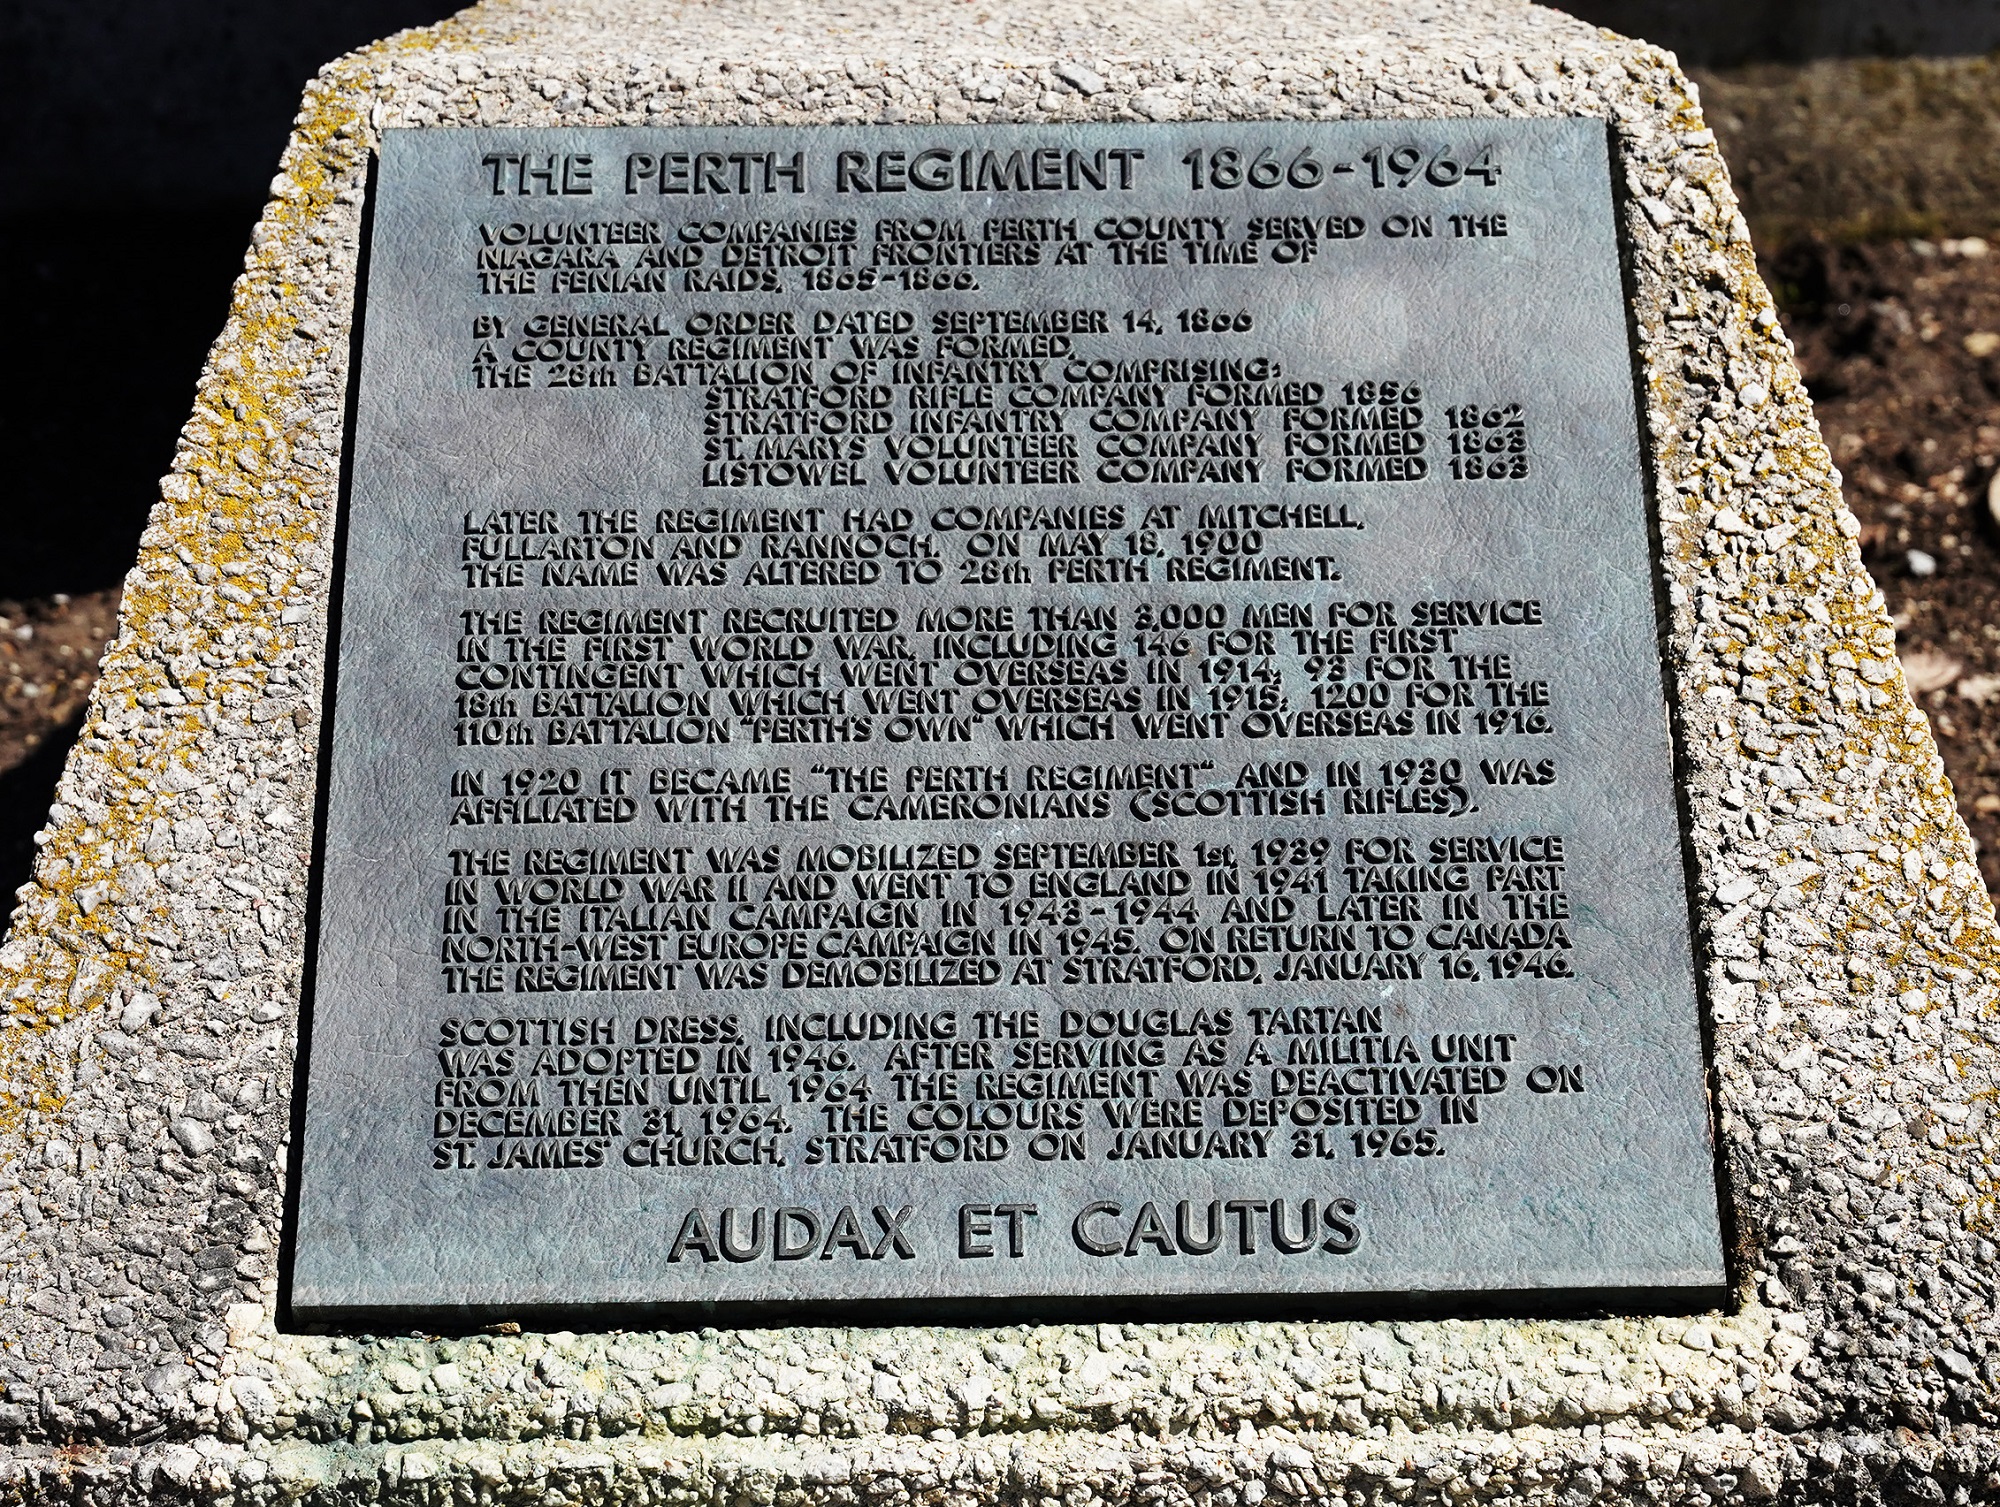 THE PERTH REGIMENT 1866-1964
VOLUNTEER COMPANIES FROM PERTH COUNTY SERVED ON THE
NIAGARA AND DETROIT FRONTIERS AT THE TIME OF
THE FENIAN RAIDS, 1865-1866.
BY GENERAL ORDER DATED SEPTEMBER 14, 1866
A COUNTY REGIMENT WAS FORMED,
THE 28th BATTALION OF INFANTRY COMPRISING:
STRATFORD RIFLE COMPANY FORMED 1856
STRATFORD INFANTRY COMPANY FORMED 1862
ST. MARYS VOLUNTEER COMPANY FORMED 1863
LISTOWEL VOLUNTEER COMPANY FORMED 1863
LATER THE REGIMENT HAD COMPANIES AT MITCHELL,
FULLARTON AND RANNOCH. ON MAY 18, 1900
THE NAME WAS ALTERED TO 28th PERTH REGIMENT.
THE REGIMENT RECRUITED MORE THAN 3,000 MEN FOR SERVICE
IN THE FIRST WORLD WAR, INCLUDING 146 FOR THE FIRST
CONTINGENT WHICH WENT OVERSEAS IN 1914; 93 FOR THE
18th BATTALION WHICH WENT OVERSEAS IN 1915; 1200 FOR THE
110th BATTALION "PERTH'S OWN" WHICH WENT OVERSEAS IN 1916.
IN 1920 IT BECAME "THE PERTH REGIMENT" AND IN 1930 WAS
AFFILIATED WITH THE CAMERONIANS (SCOTTISH RIFLES).
THE REGIMENT WAS MOBILIZED SEPTEMBER 1st, 1939 FOR SERVICE
IN WORLD WAR II AND WENT TO ENGLAND IN 1941 TAKING PART
IN THE ITALIAN CAMPAIGN IN 1943-1944 AND LATER IN THE
NORTH-WEST EUROPE CAMPAIGN IN 1945. ON RETURN TO CANADA
THE REGIMENT WAS DEMOBILIZED AT STRATFORD, JANUARY 16, 1946.
SCOTTISH DRESS, INCLUDING THE DOUGLAS TARTAN
WAS ADOPTED IN 1946. AFTER SERVING AS A MILITIA UNIT
FROM THEN UNTIL 1964 THE REGIMENT WAS DEACTIVATED ON
DECEMBER 31, 1964. THE COLOURS WERE DEPOSITED IN
ST. JAMES' CHURCH, STRATFORD ON JANUARY 31, 1965.
AUDAX ET CAUTUS